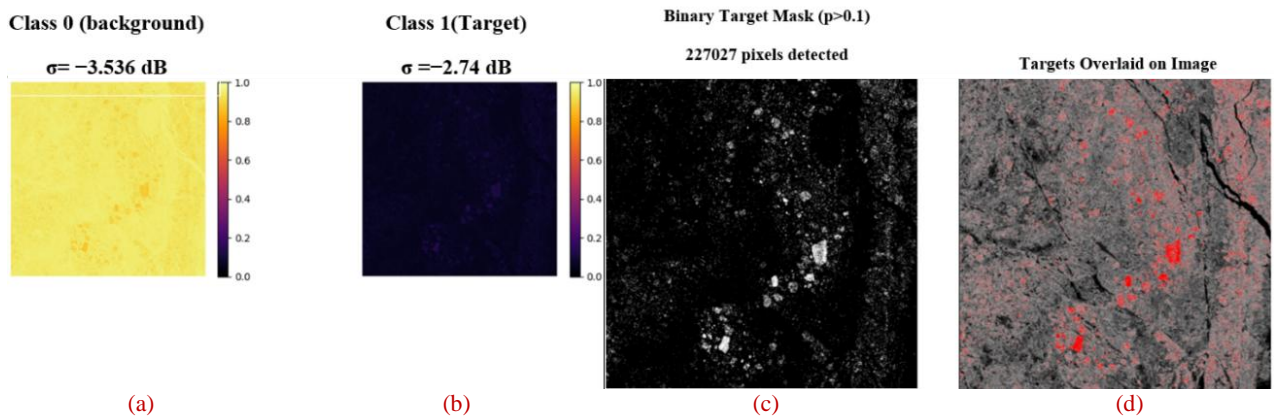 Class 0 (background)
σ= −3.536 dB
1.0
0.8
0.6
0.4
0.2
0.0
(a)
Class 1(Target)
σ =−2.74 dB
1.0
0.8
0.6
0.4
0.2
0.0
(b)
Binary Target Mask (p>0.1)
227027 pixels detected
(c)
Targets Overlaid on Image
(d)